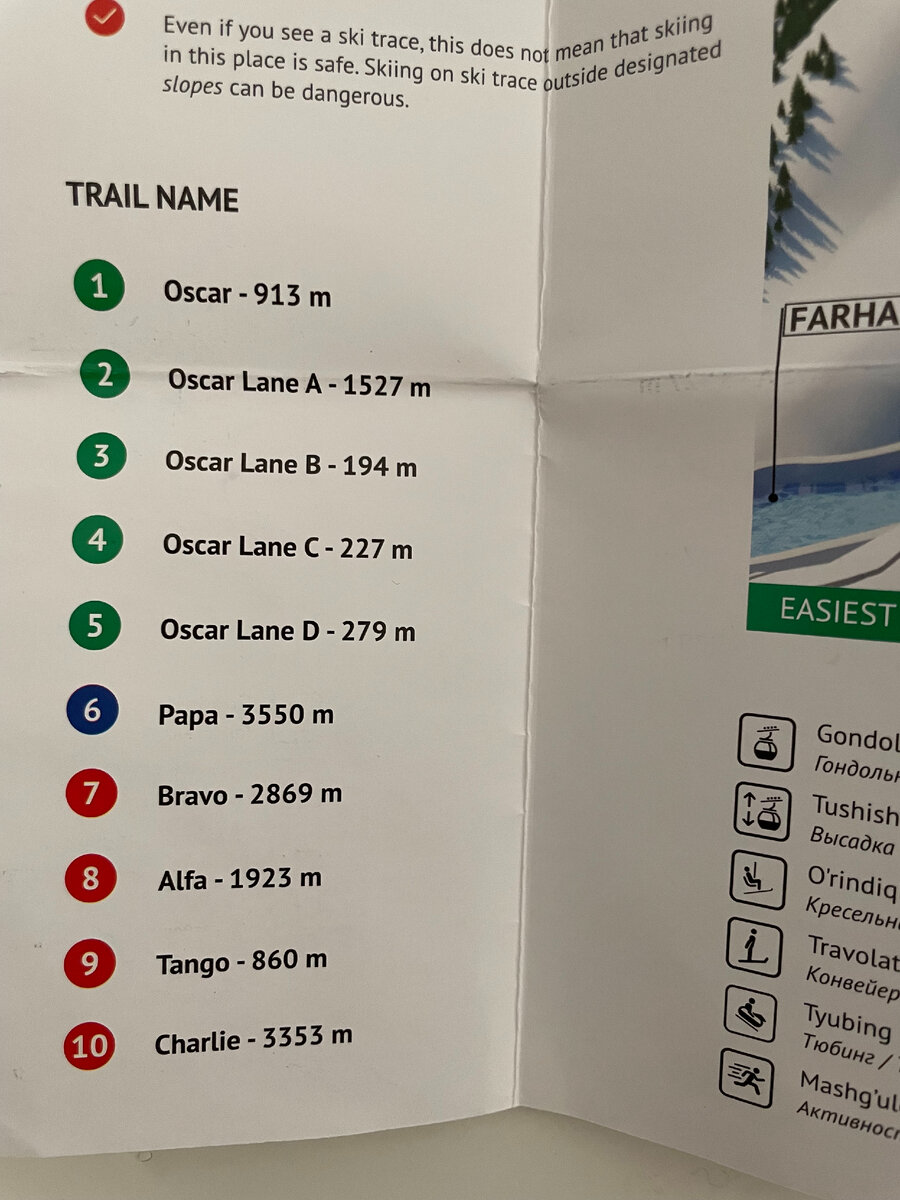 Even if you see a ski trace, this does not mean that skiing
in this place is safe. Skiing on ski trace outside designated
slopes can be dangerous.
TRAIL NAME
1 Oscar - 913 m
2 Oscar Lane A - 1527 m
3 Oscar Lane B - 194 m
4 Oscar Lane C - 227 m
5 Oscar Lane D - 279 m
6 Papa - 3550 m
7 Bravo - 2869 m
8 Alfa - 1923 m
9 Tango - 860 m
10 Charlie - 3353 m
FARHA
EASIEST
Gondol
Гондоль
Tushish
Высадка
O'rindiq
Кресельн
Travolat
Конвейер
Tyubing
Тюбинг /
Mashg'ul
Активнос